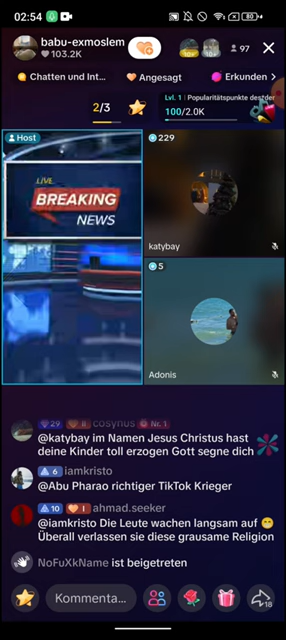 02:54
80
babu-exmoslem
103.2K
97
Chatten und Int...
Angesagt
Erkunden
2/3
Lvl. 1 Popularitätspunkte des/der
100/2.0K
Host
LIVE
BREAKING
NEWS
229
katybay
5
Adonis
29 II cosynus Nr. 1
@katybay im Namen Jesus Christus hast
deine Kinder toll erzogen Gott segne dich
6 iamkristo
@Abu Pharao richtiger TikTok Krieger
10 I ahmad.seeker
@iamkristo Die Leute wachen langsam auf 😁
Überall verlassen sie diese grausame Religion
NoFuXkName ist beigetreten
Kommenta...
18